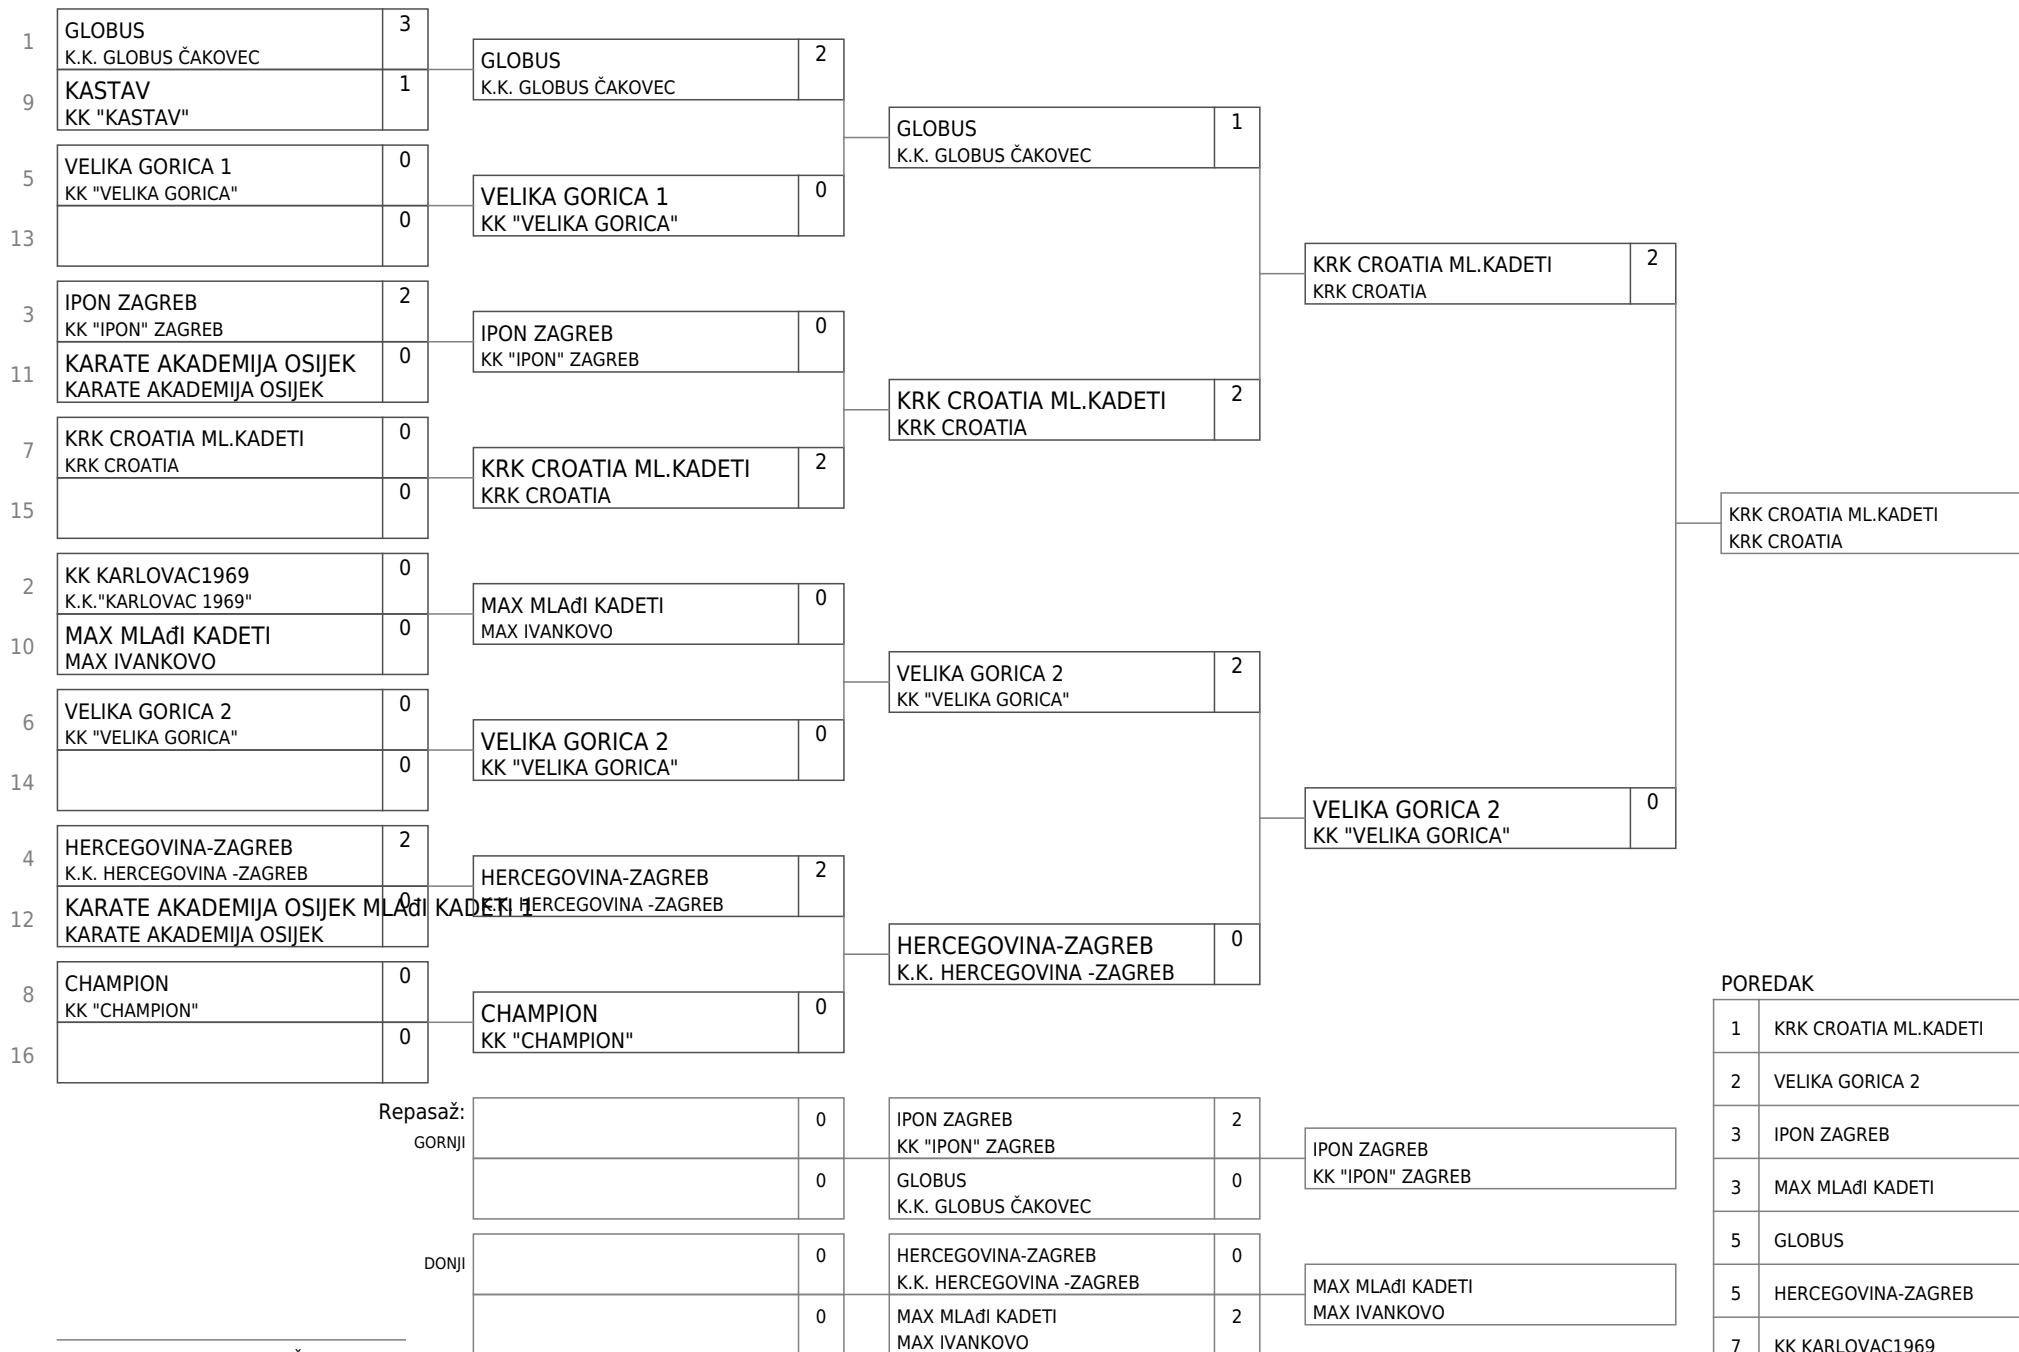 1
GLOBUS
K.K. GLOBUS ČAKOVEC
3
9
KASTAV
KK "KASTAV"
1
5
VELIKA GORICA 1
KK "VELIKA GORICA"
0
13
0
3
IPON ZAGREB
KK "IPON" ZAGREB
2
11
KARATE AKADEMIJA OSIJEK
KARATE AKADEMIJA OSIJEK
0
7
KRK CROATIA ML.KADETI
KRK CROATIA
0
15
0
2
KK KARLOVAC1969
K.K."KARLOVAC 1969"
0
10
MAX MLAđI KADETI
MAX IVANKOVO
0
6
VELIKA GORICA 2
KK "VELIKA GORICA"
0
14
0
4
HERCEGOVINA-ZAGREB
K.K. HERCEGOVINA -ZAGREB
2
12
KARATE AKADEMIJA OSIJEK MLAđI KADETI 1
KARATE AKADEMIJA OSIJEK
0
8
CHAMPION
KK "CHAMPION"
0
16
0
GLOBUS
K.K. GLOBUS ČAKOVEC
2
VELIKA GORICA 1
KK "VELIKA GORICA"
0
IPON ZAGREB
KK "IPON" ZAGREB
0
KRK CROATIA ML.KADETI
KRK CROATIA
2
MAX MLAđI KADETI
MAX IVANKOVO
0
VELIKA GORICA 2
KK "VELIKA GORICA"
0
HERCEGOVINA-ZAGREB
K.K. HERCEGOVINA -ZAGREB
2
CHAMPION
KK "CHAMPION"
0
GLOBUS
K.K. GLOBUS ČAKOVEC
1
KRK CROATIA ML.KADETI
KRK CROATIA
2
VELIKA GORICA 2
KK "VELIKA GORICA"
2
HERCEGOVINA-ZAGREB
K.K. HERCEGOVINA -ZAGREB
0
KRK CROATIA ML.KADETI
KRK CROATIA
2
VELIKA GORICA 2
KK "VELIKA GORICA"
0
KRK CROATIA ML.KADETI
KRK CROATIA
Repasaž:
GORNJI
0
0
IPON ZAGREB
KK "IPON" ZAGREB
2
GLOBUS
K.K. GLOBUS ČAKOVEC
0
IPON ZAGREB
KK "IPON" ZAGREB
DONJI
0
0
HERCEGOVINA-ZAGREB
K.K. HERCEGOVINA -ZAGREB
0
MAX MLAđI KADETI
MAX IVANKOVO
2
MAX MLAđI KADETI
MAX IVANKOVO
POREDAK
1 KRK CROATIA ML.KADETI
2 VELIKA GORICA 2
3 IPON ZAGREB
3 MAX MLAđI KADETI
5 GLOBUS
5 HERCEGOVINA-ZAGREB
7 KK KARLOVAC1969